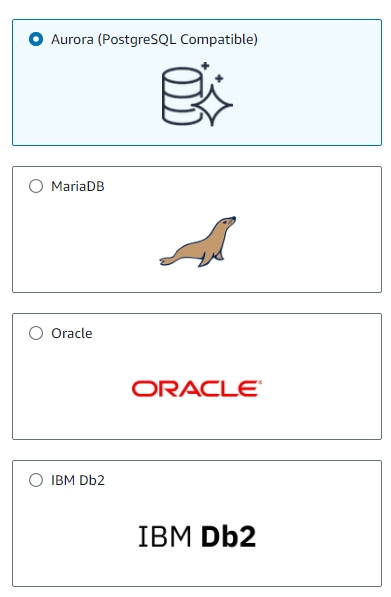 Aurora (PostgreSQL Compatible)
MariaDB
Oracle
ORACLE
IBM Db2
IBM Db2